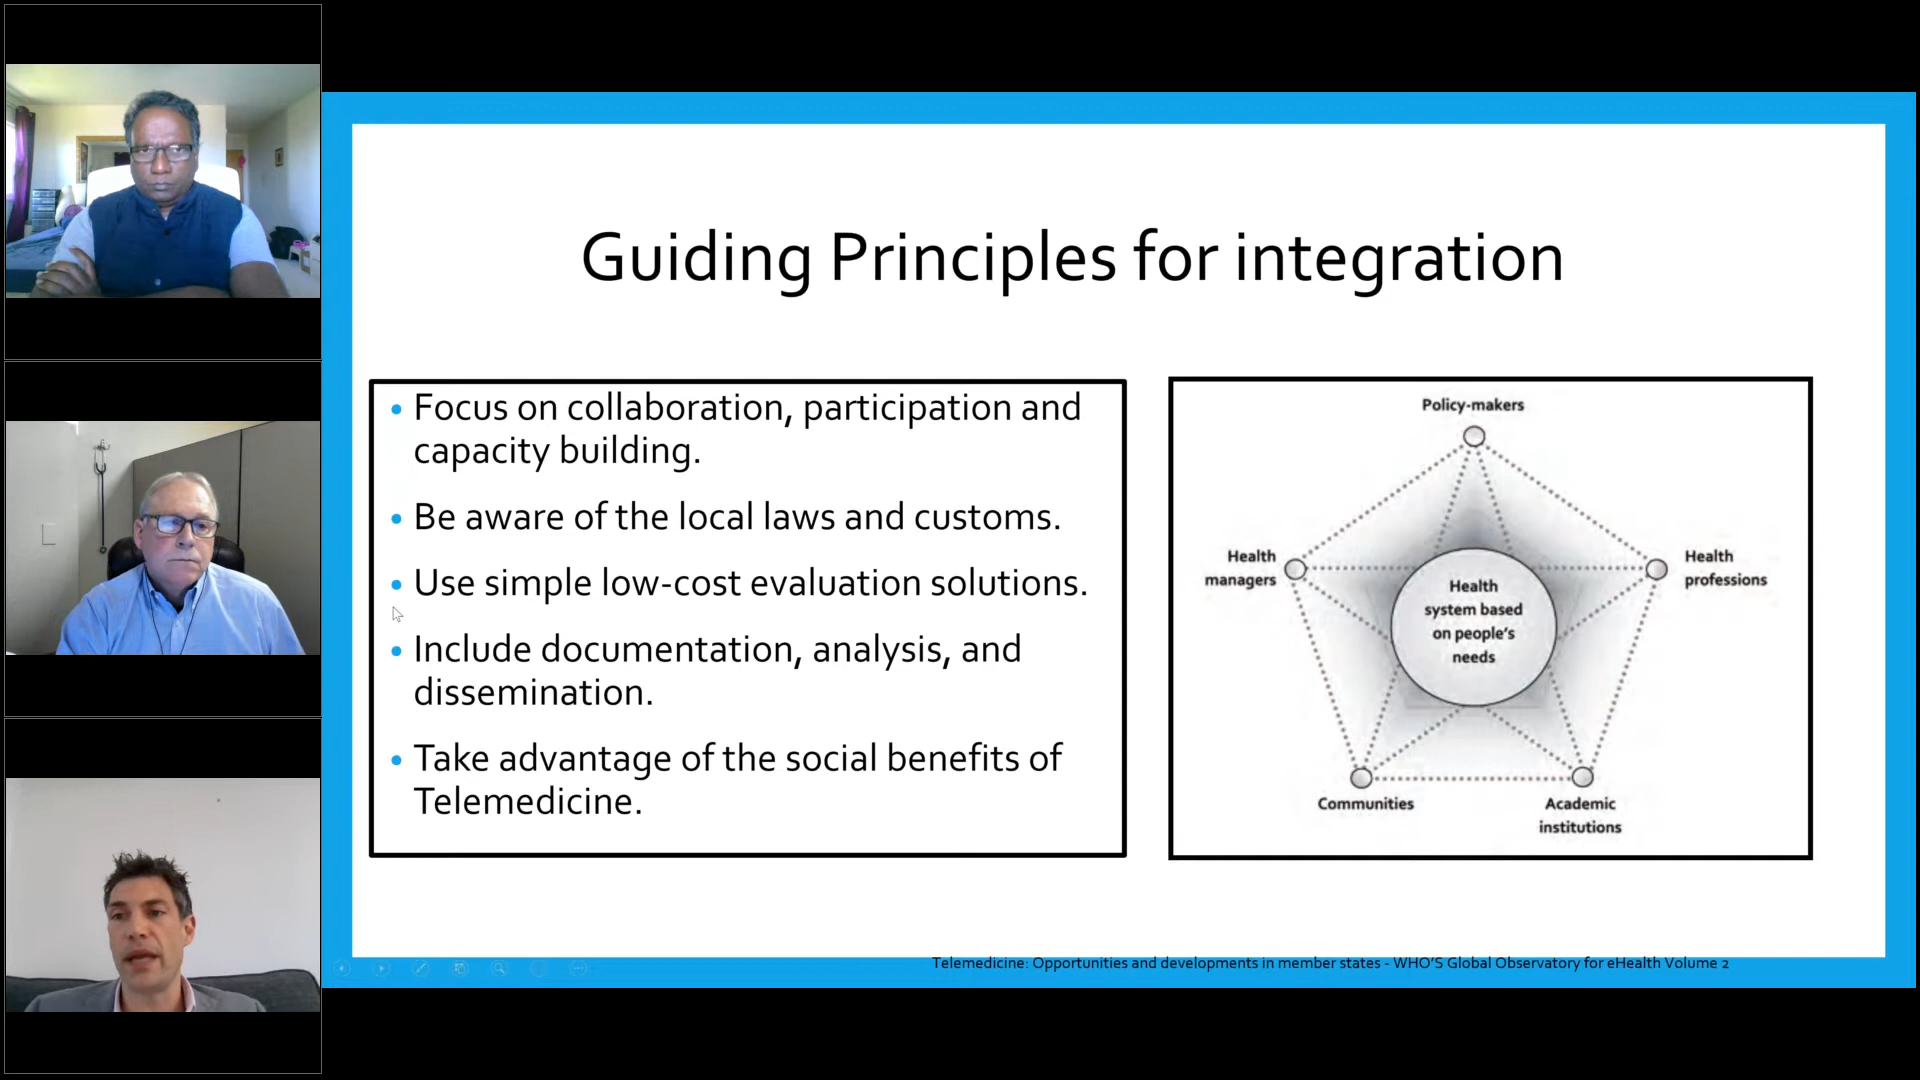 Guiding Principles for integration
• Focus on collaboration, participation and
capacity building.
• Be aware of the local laws and customs.
• Use simple low-cost evaluation solutions.
• Include documentation, analysis, and
dissemination.
• Take advantage of the social benefits of
Telemedicine.
Policy-makers
Health
managers
Health
professions
Health
system based
on people's
needs
Communities
Academic
institutions
Telemedicine: Opportunities and developments in member states - WHO'S Global Observatory for eHealth Volume 2